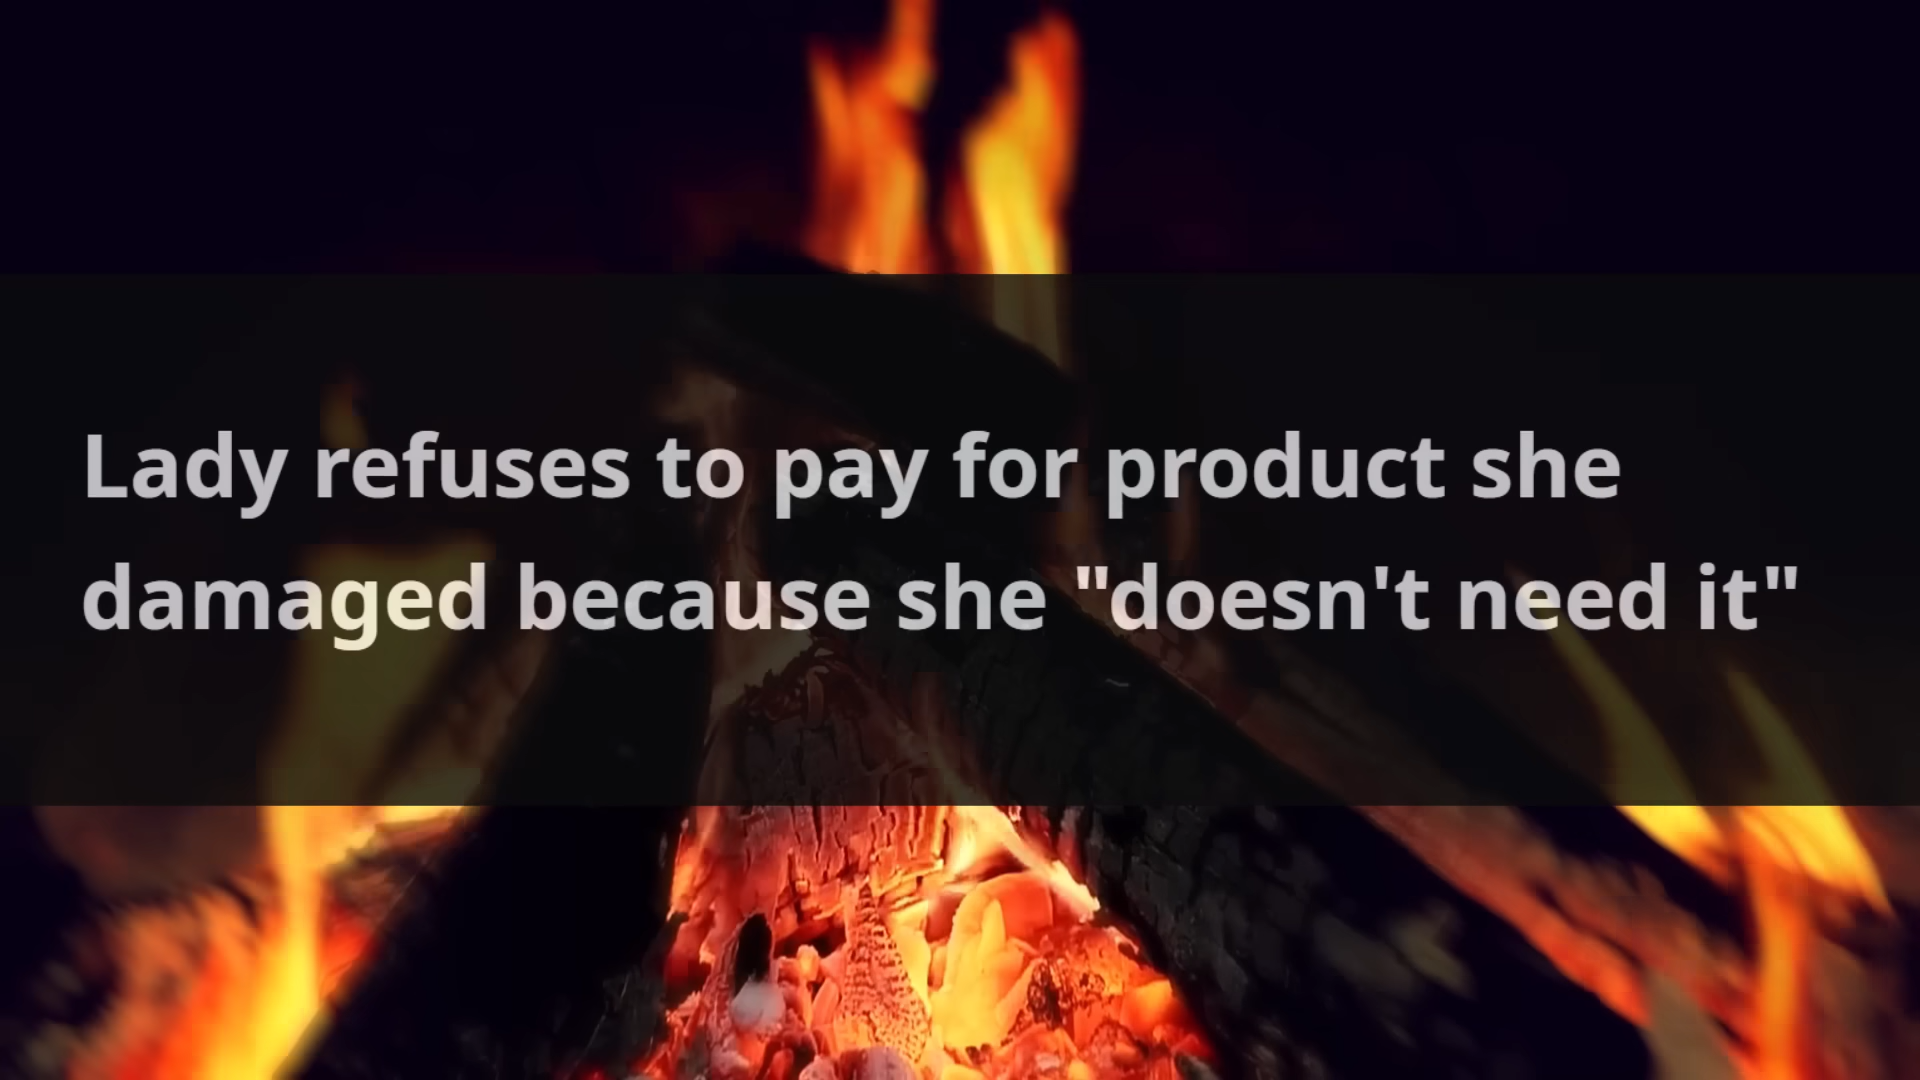 Lady refuses to pay for product she
damaged because she "doesn't need it"